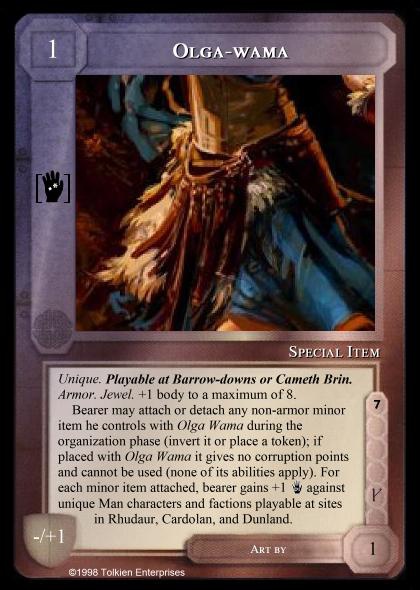 1
OLGA-WAMA
SPECIAL ITEM
Unique. Playable at Barrow-downs or Cameth Brin.
Armor. Jewel. +1 body to a maximum of 8.
Bearer may attach or detach any non-armor minor
item he controls with Olga Wama during the
organization phase (invert it or place a token); if
placed with Olga Wama it gives no corruption points
and cannot be used (none of its abilities apply). For
each minor item attached, bearer gains +1 against
unique Man characters and factions playable at sites
in Rhudaur, Cardolan, and Dunland.
7
-/+1
ART BY
1
©1998 Tolkien Enterprises